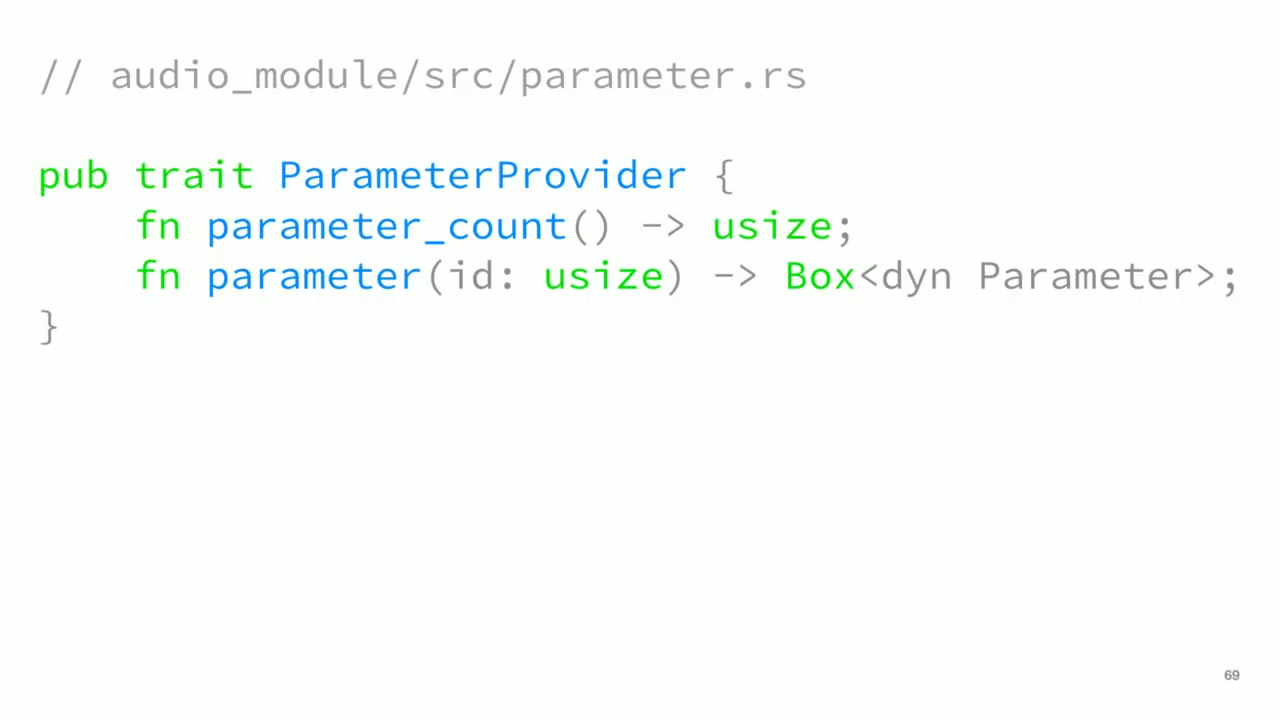 // audio_module/src/parameter.rs
pub trait ParameterProvider {
    fn parameter_count() -> usize;
    fn parameter(id: usize) -> Box<dyn Parameter>;
}
69